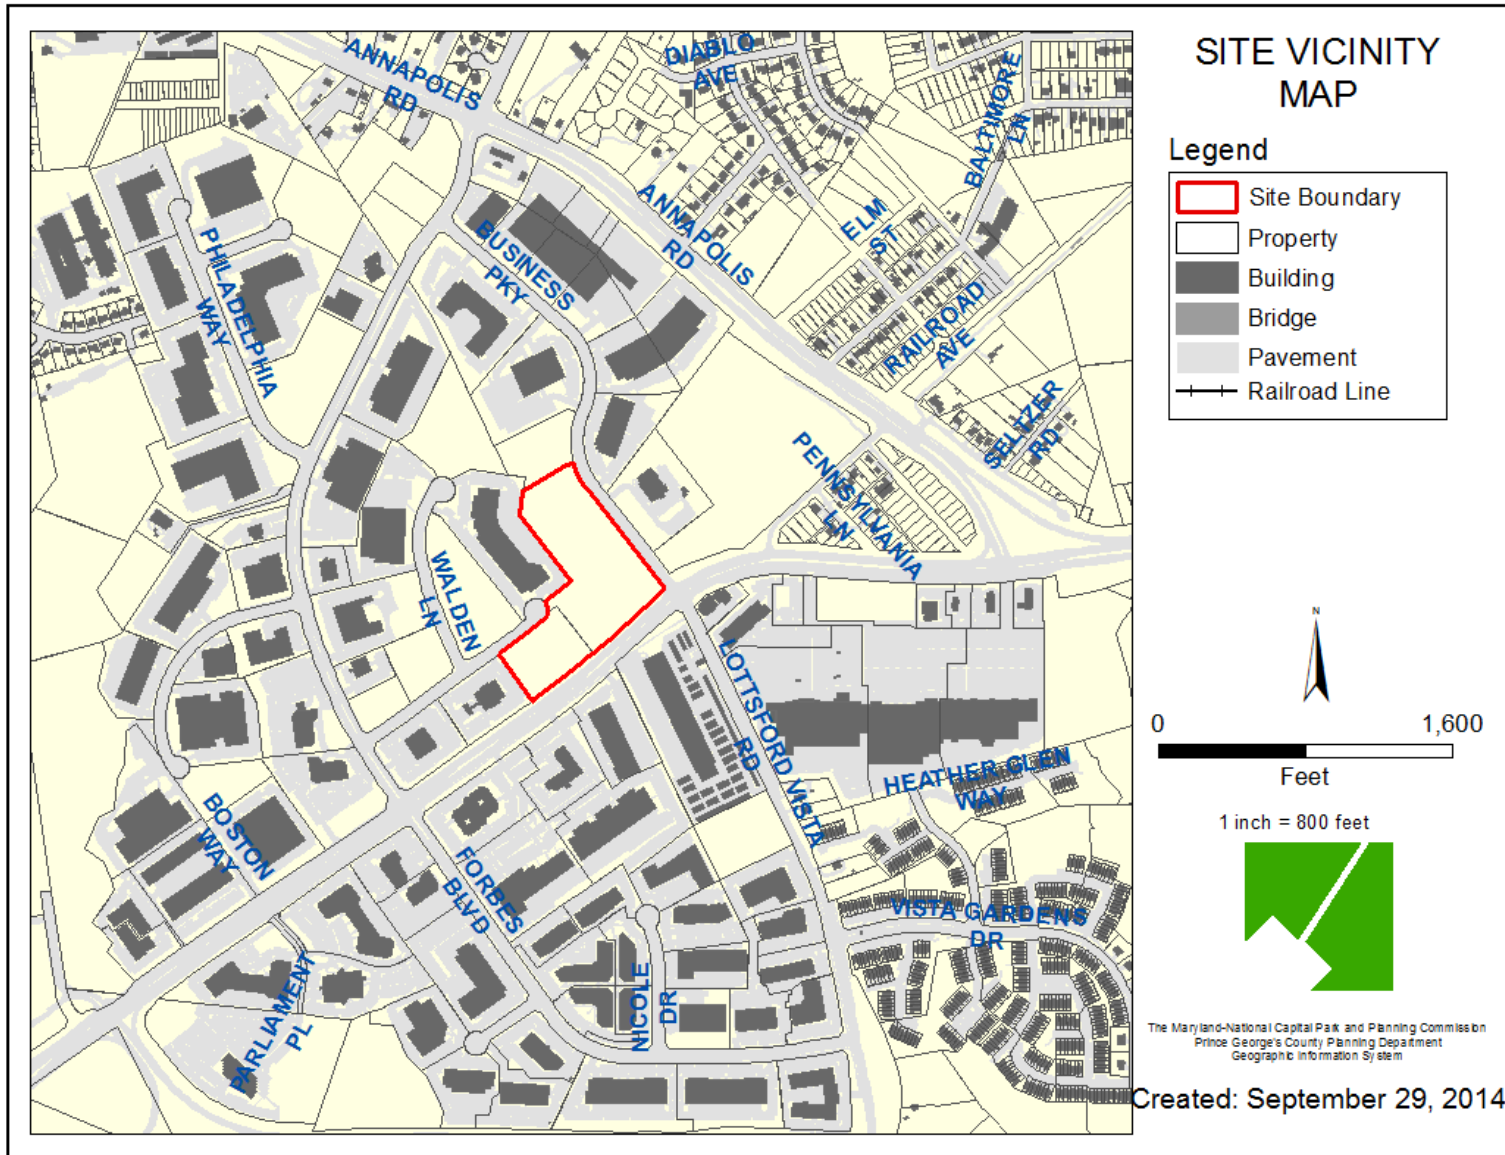 SITE VICINITY
MAP
Legend
Site Boundary
Property
Building
Bridge
Pavement
Railroad Line
N
0 1,600
Feet
1 inch = 800 feet
The Maryland-National Capital Park and Planning Commission
Prince George's County Planning Department
Geographic Information System
Created: September 29, 2014
ANNAPOLIS
RD
DIABLO
AVE
BALTIMORE
LN
ANNAPOLIS
RD
ELM
ST
BUSINESS
PKY
PHILADELPHIA
WAY
RAILROAD
AVE
SELTZER
RD
PENNSYLVANIA
LN
WALDEN
LN
LOTTSFORD VISTA
RD
HEATHER GLEN
WAY
BOSTON
WAY
FORBES
BLVD
VISTA GARDENS
DR
NICOLE
DR
PARLIAMENT
PL